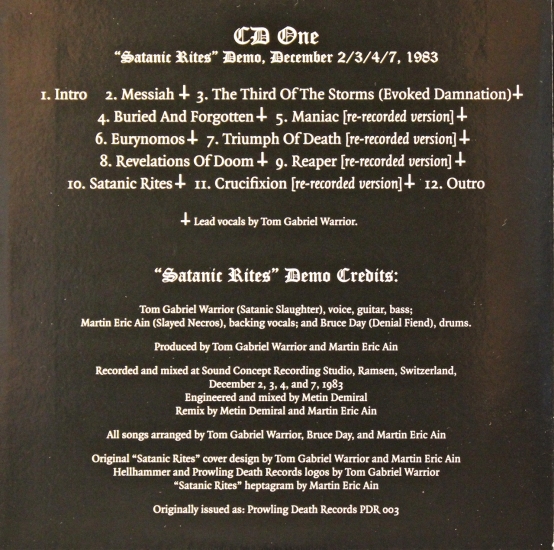 CD One
“Satanic Rites” Demo, December 2/3/4/7, 1983
1. Intro 2. Messiah ⸸ 3. The Third Of The Storms (Evoked Damnation)⸸
4. Buried And Forgotten⸸ 5. Maniac [re-recorded version]⸸
6. Eurynomos⸸ 7. Triumph Of Death [re-recorded version]⸸
8. Revelations Of Doom⸸ 9. Reaper [re-recorded version]⸸
10. Satanic Rites⸸ 11. Crucifixion [re-recorded version]⸸ 12. Outro
⸸ Lead vocals by Tom Gabriel Warrior.
“Satanic Rites” Demo Credits:
Tom Gabriel Warrior (Satanic Slaughter), voice, guitar, bass;
Martin Eric Ain (Slayed Necros), backing vocals; and Bruce Day (Denial Fiend), drums.
Produced by Tom Gabriel Warrior and Martin Eric Ain
Recorded and mixed at Sound Concept Recording Studio, Ramsen, Switzerland,
December 2, 3, 4, and 7, 1983
Engineered and mixed by Metin Demiral
Remix by Metin Demiral and Martin Eric Ain
All songs arranged by Tom Gabriel Warrior, Bruce Day, and Martin Eric Ain
Original “Satanic Rites” cover design by Tom Gabriel Warrior and Martin Eric Ain
Hellhammer and Prowling Death Records logos by Tom Gabriel Warrior
“Satanic Rites” heptagram by Martin Eric Ain
Originally issued as: Prowling Death Records PDR 003